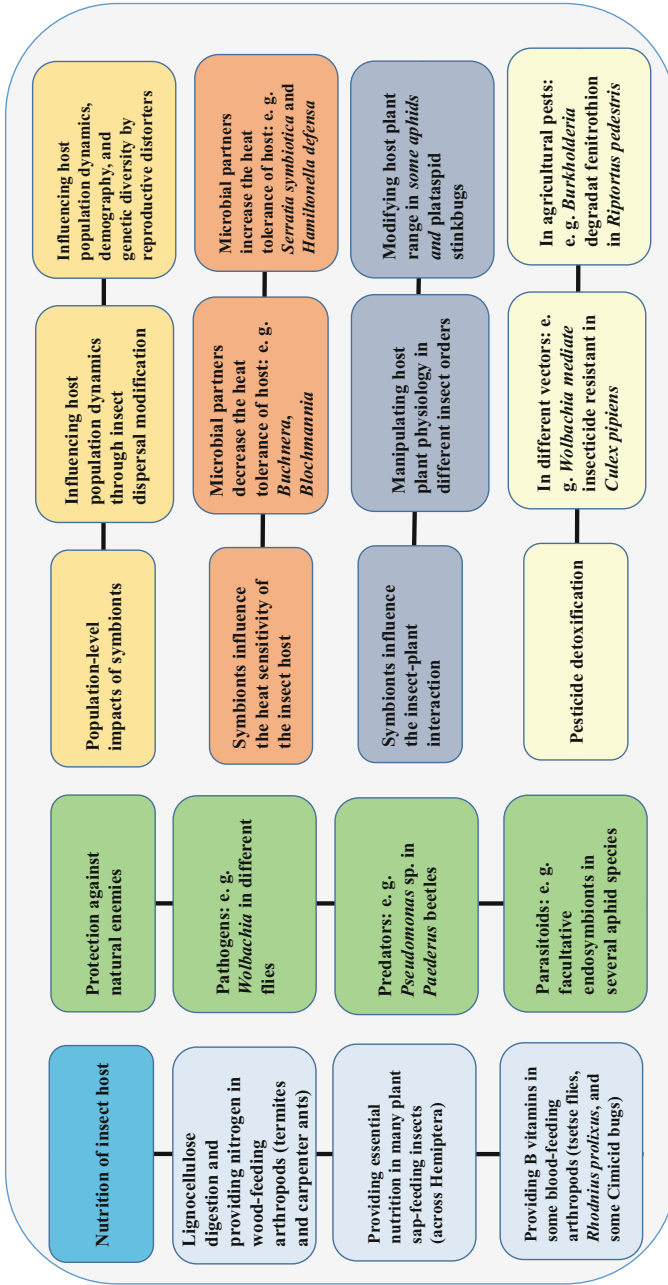 Nutrition of insect host
Lignocellulose
digestion and
providing nitrogen in
wood-feeding
arthropods (termites
and carpenter ants)
Providing essential
nutrition in many plant
sap-feeding insects
(across Hemiptera)
Providing B vitamins in
some blood-feeding
arthropods (tsetse flies,
Rhodnius prolixus, and
some Cimicid bugs)
Protection against
natural enemies
Pathogens: e. g.
Wolbachia in different
flies
Predators: e. g.
Pseudomonas sp. in
Paederus beetles
Parasitoids: e. g.
facultative
endosymbionts in
several aphid species
Population-level
impacts of symbionts
Influencing host
population dynamics
through insect
dispersal modification
Influencing host
population dynamics,
demography, and
genetic diversity by
reproductive distorters
Symbionts influence
the heat sensitivity of
the insect host
Microbial partners
decrease the heat
tolerance of host: e. g.
Buchnera,
Blochmannia
Microbial partners
increase the heat
tolerance of host: e. g.
Serratia symbiotica and
Hamiltonella defensa
Symbionts influence
the insect-plant
interaction
Manipulating host
plant physiology in
different insect orders
Modifying host plant
range in some aphids
and plataspid
stinkbugs
Pesticide detoxification
In different vectors: e.
g. Wolbachia mediate
insecticide resistant in
Culex pipiens
In agricultural pests:
e. g. Burkholderia
degradat fenitrothion
in Riptortus pedestris